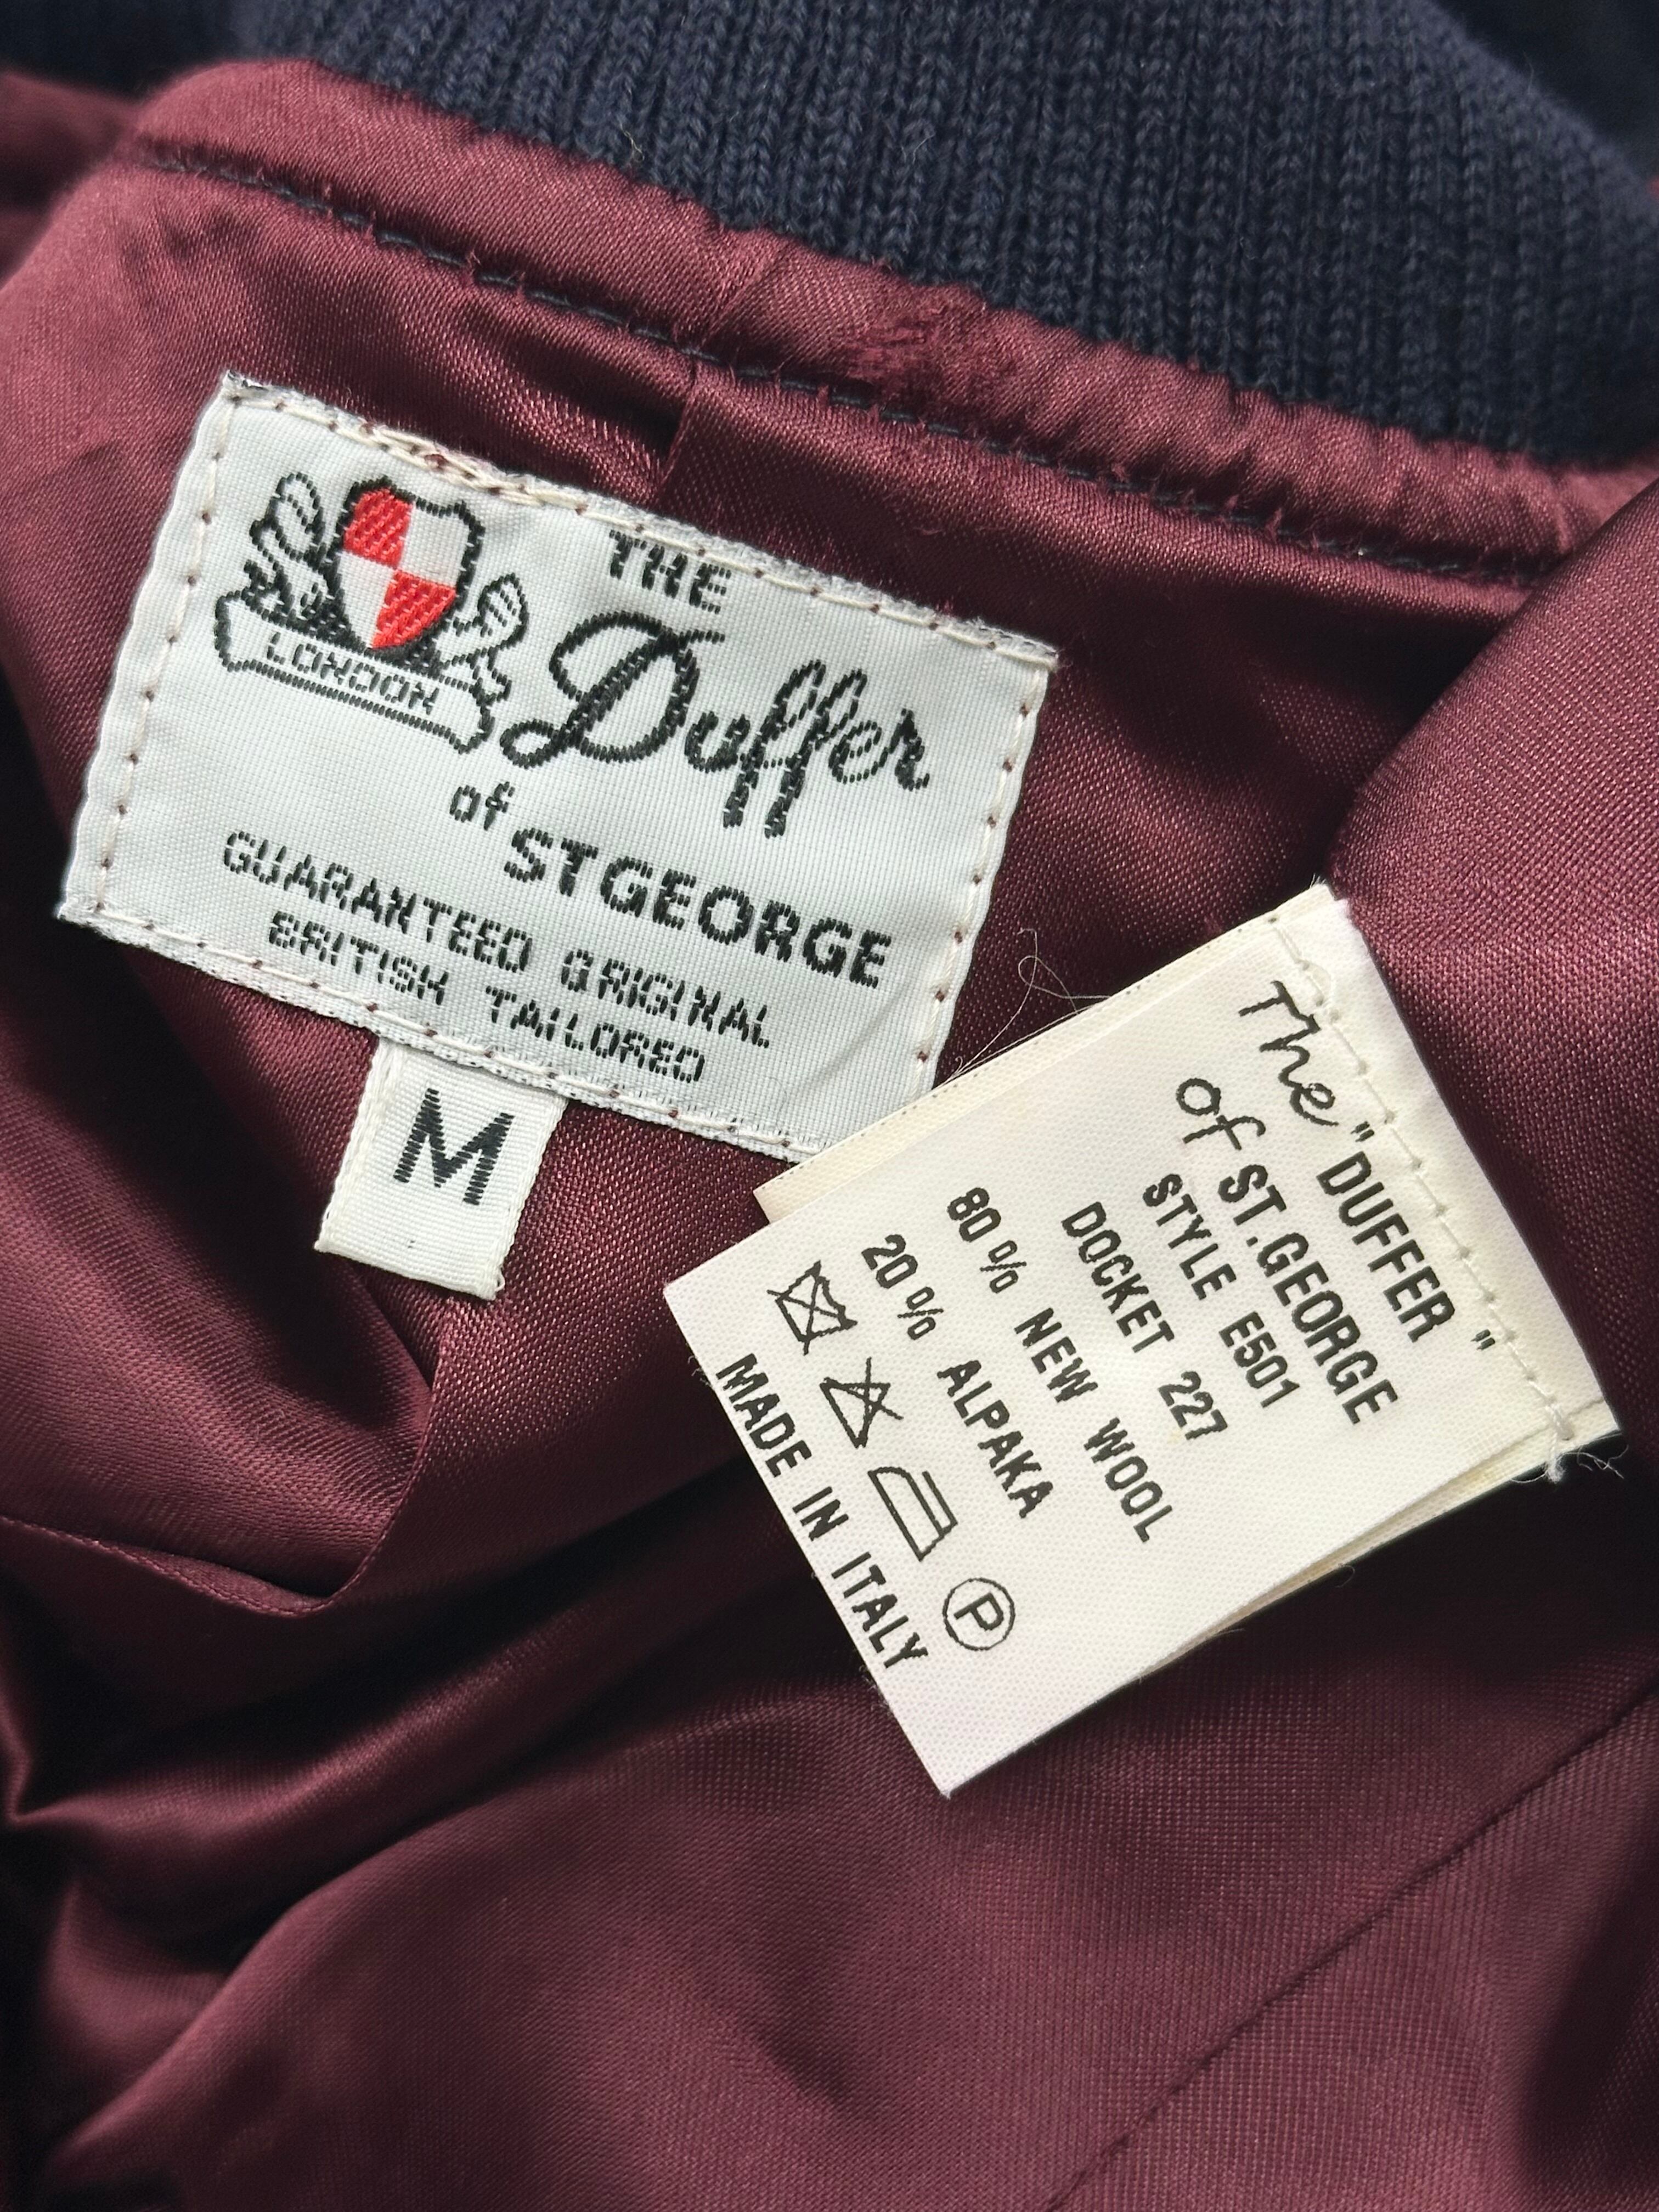 LONDON
THE
Duffer
of ST GEORGE
GUARANTEED ORIGINAL
BRITISH TAILORED
M
The "DUFFER"
of ST.GEORGE
STYLE E501
DOCKET 227
80% NEW WOOL
20% ALPAKA
P
MADE IN ITALY